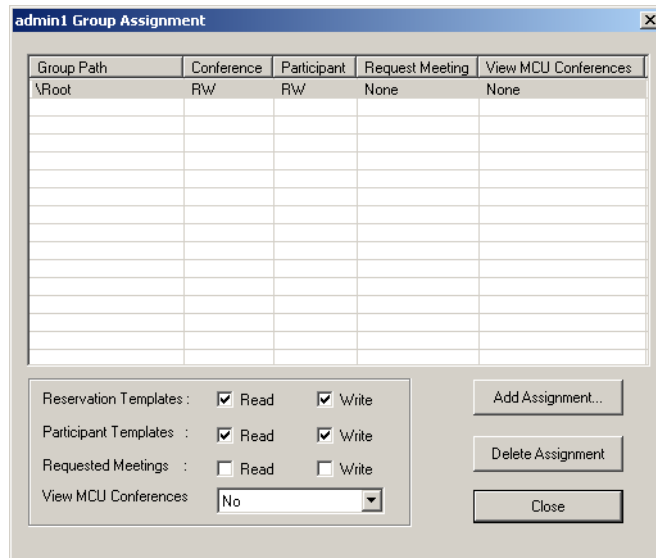 admin1 Group Assignment
Group Path Conference Participant Request Meeting View MCU Conferences
\Root RW RW None None
Reservation Templates : Read Write
Participant Templates : Read Write
Requested Meetings : Read Write
View MCU Conferences No
Add Assignment...
Delete Assignment
Close